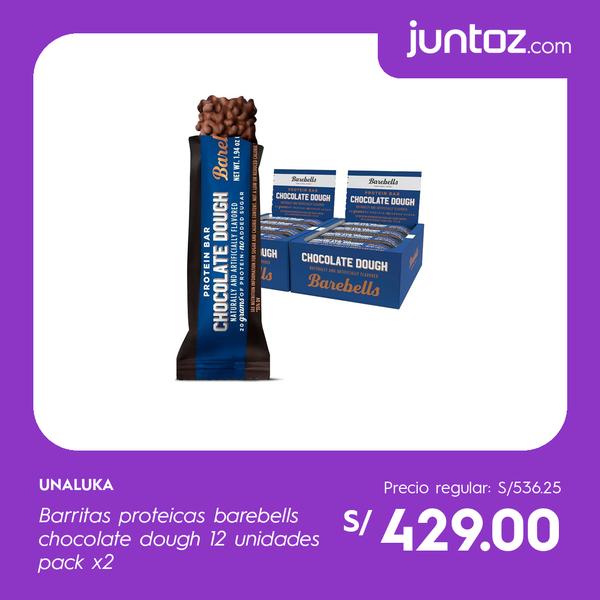 juntoz.com
Barebells
PROTEIN BAR
CHOCOLATE DOUGH
NATURALLY AND ARTIFICIALLY FLAVORED
20 grams OF PROTEIN · no ADDED SUGAR
NET WT. 1.94 OZ
Barebells
PROTEIN BAR
CHOCOLATE DOUGH
Barebells
PROTEIN BAR
CHOCOLATE DOUGH
CHOCOLATE DOUGH
NATURALLY AND ARTIFICIALLY FLAVORED
Barebells
UNALUKA
Barritas proteicas barebells
chocolate dough 12 unidades
pack x2
Precio regular: S/536.25
S/ 429.00